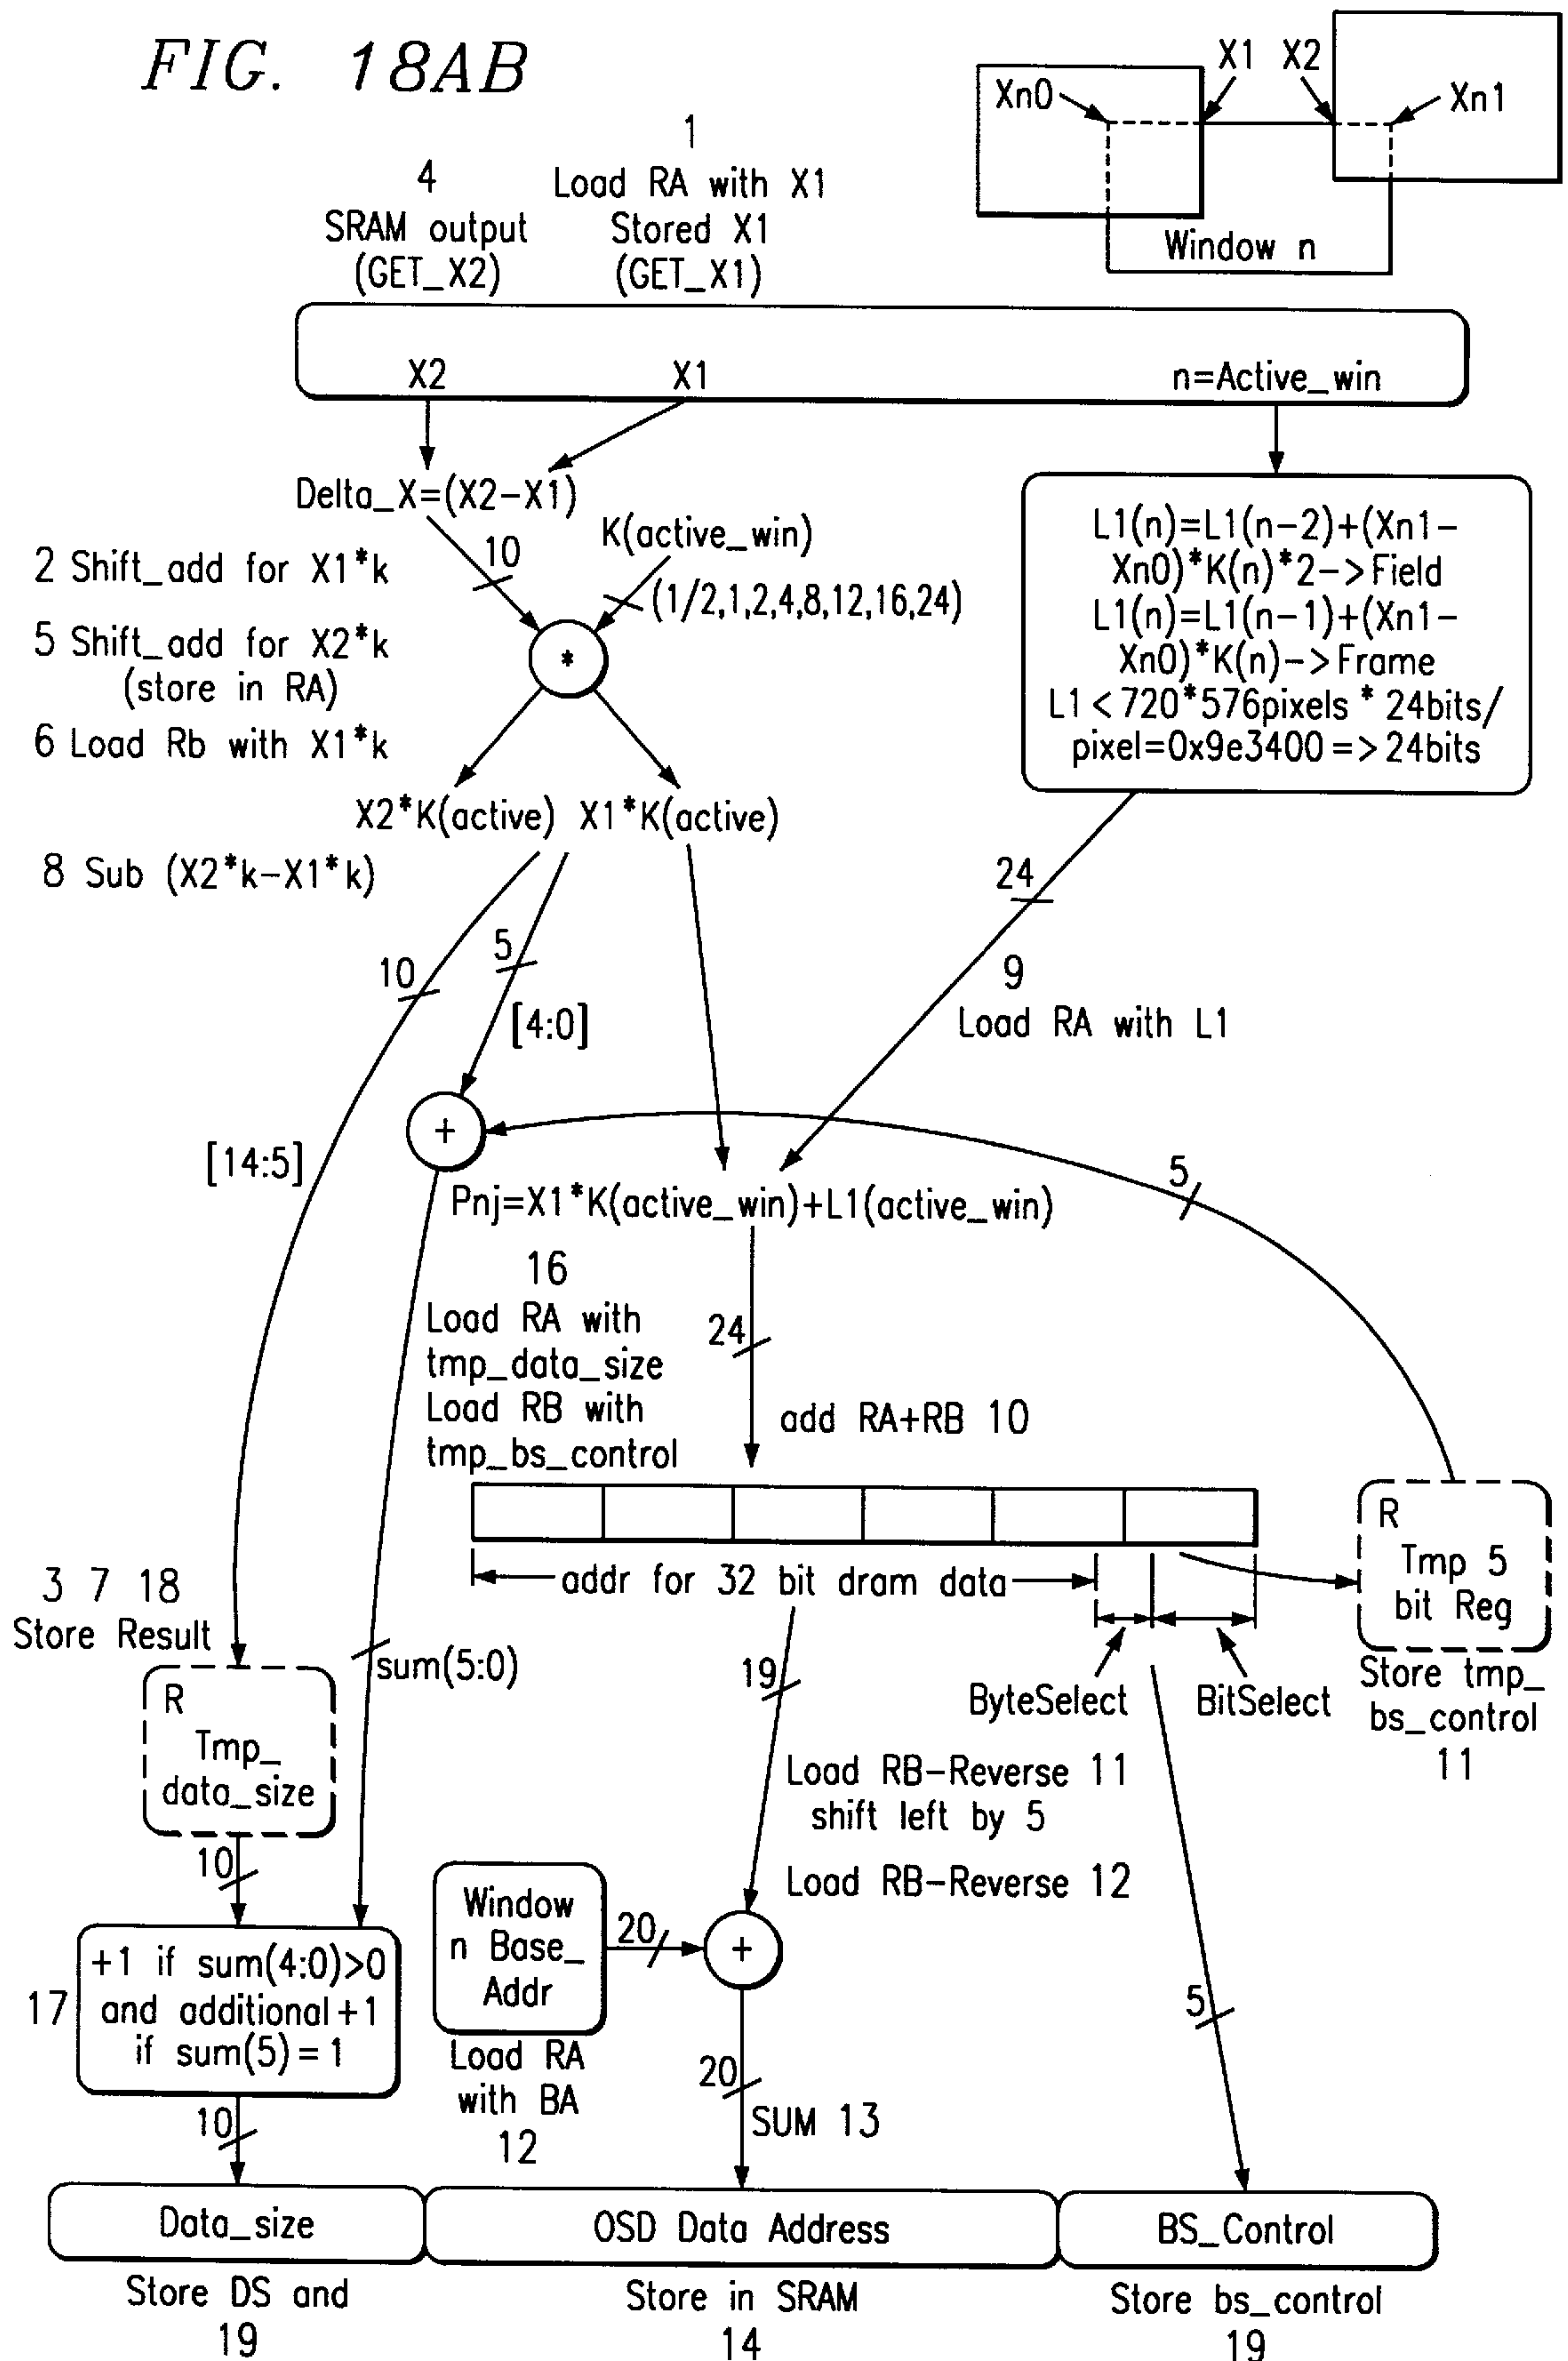 FIG. 18AB
X1 X2
Xn0
Xn1
Window n
1
Load RA with X1
Stored X1
(GET_X1)
4
SRAM output
(GET_X2)
X2
X1
n=Active_win
Delta_X=(X2-X1)
10
K(active_win)
(1/2,1,2,4,8,12,16,24)
2 Shift_add for X1*k
5 Shift_add for X2*k
(store in RA)
6 Load Rb with X1*k
*
L1(n)=L1(n-2)+(Xn1-
Xn0)*K(n)*2->Field
L1(n)=L1(n-1)+(Xn1-
Xn0)*K(n)->Frame
L1<720*576pixels * 24bits/
pixel=0x9e3400=>24bits
X2*K(active) X1*K(active)
8 Sub (X2*k-X1*k)
24
10
5
[4:0]
9
Load RA with L1
+
[14:5]
5
Pnj=X1*K(active_win)+L1(active_win)
16
Load RA with
tmp_data_size
Load RB with
tmp_bs_control
24
add RA+RB 10
R
Tmp 5
bit Reg
Store tmp_
bs_control
11
addr for 32 bit dram data
3 7 18
Store Result
sum(5:0)
19
ByteSelect
BitSelect
R
Tmp_
data_size
Load RB-Reverse 11
shift left by 5
Load RB-Reverse 12
10
Window
n Base_
Addr
20
+
+1 if sum(4:0)>0
and additional+1
if sum(5)=1
17
Load RA
with BA
12
5
20
SUM 13
10
Data_size
OSD Data Address
BS_Control
Store DS and
19
Store in SRAM
14
Store bs_control
19